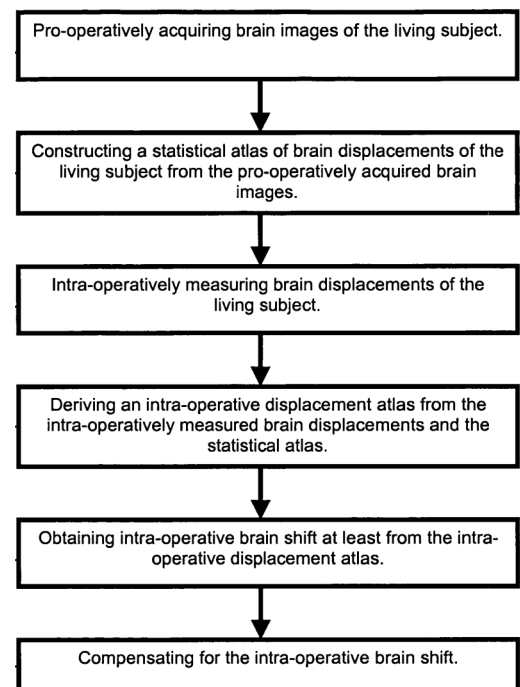 Pro-operatively acquiring brain images of the living subject.
Constructing a statistical atlas of brain displacements of the
living subject from the pro-operatively acquired brain
images.
Intra-operatively measuring brain displacements of the
living subject.
Deriving an intra-operative displacement atlas from the
intra-operatively measured brain displacements and the
statistical atlas.
Obtaining intra-operative brain shift at least from the intra-
operative displacement atlas.
Compensating for the intra-operative brain shift.